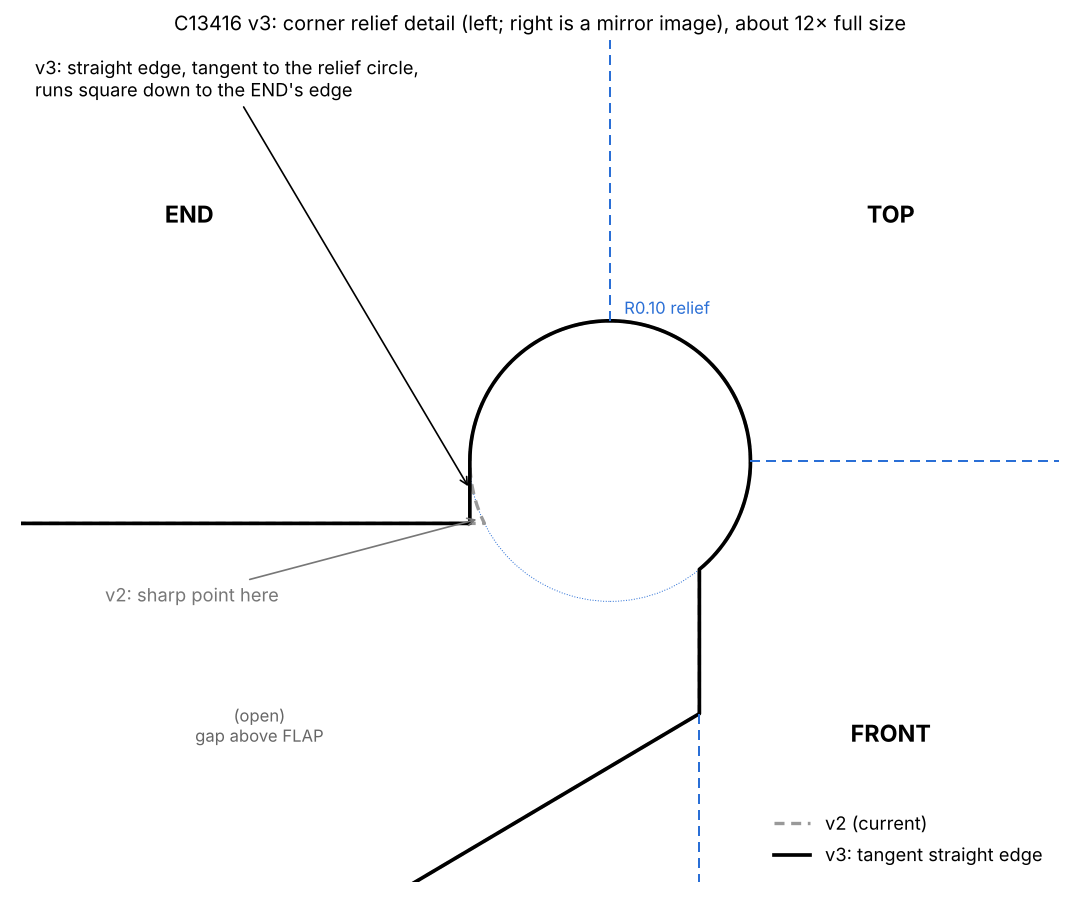 C13416 v3: corner relief detail (left; right is a mirror image), about 12× full size
v3: straight edge, tangent to the relief circle,
runs square down to the END's edge
END
TOP
R0.10 relief
v2: sharp point here
(open)
gap above FLAP
FRONT
v2 (current)
v3: tangent straight edge